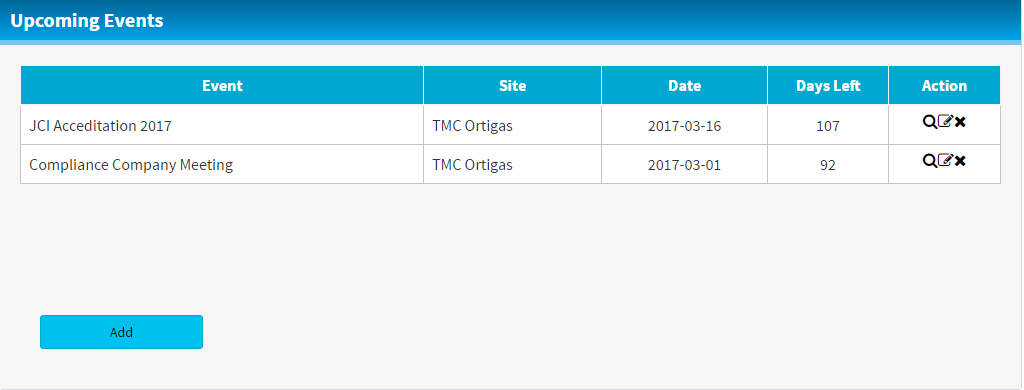 Upcoming Events
Event Site Date Days Left Action
JCI Acceditation 2017 TMC Ortigas 2017-03-16 107
Compliance Company Meeting TMC Ortigas 2017-03-01 92
Add